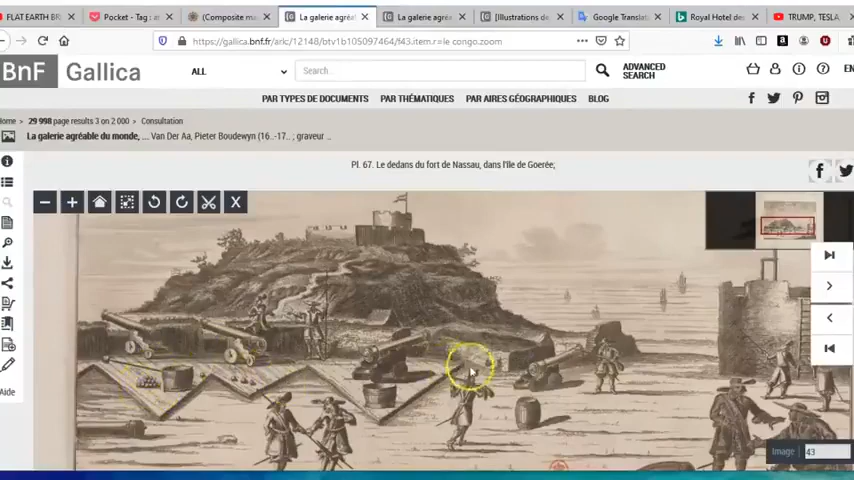 FLAT EARTH BR
Pocket - Tag : a
(Composite ma
La galerie agréal
La galerie agréa
[Illustrations de
Google Translat
Royal Hotel des
TRUMP, TESLA
https://gallica.bnf.fr/ark:/12148/btv1b105097464/f43.item.r=le congo.zoom
BnF Gallica
ALL
Search...
ADVANCED
SEARCH
EN
PAR TYPES DE DOCUMENTS
PAR THÉMATIQUES
PAR AIRES GÉOGRAPHIQUES
BLOG
Home > 29 998 page results 3 on 2 000 > Consultation
La galerie agréable du monde, ... Van Der Aa, Pieter Boudewyn (16..-17.. ; graveur ...
Pl. 67. Le dedans du fort de Nassau, dans l'Ile de Goerée;
Aide
Image 43